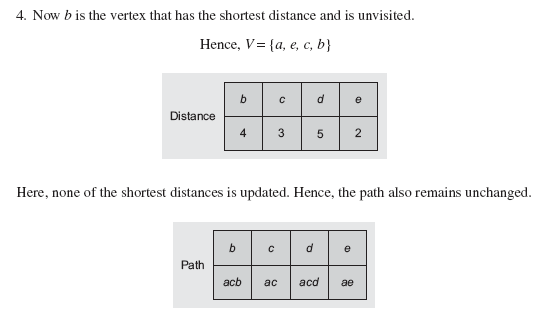 4. Now b is the vertex that has the shortest distance and is unvisited.
Hence, V = {a, e, c, b}
b c d e
Distance
4 3 5 2
Here, none of the shortest distances is updated. Hence, the path also remains unchanged.
b c d e
Path
acb ac acd ae